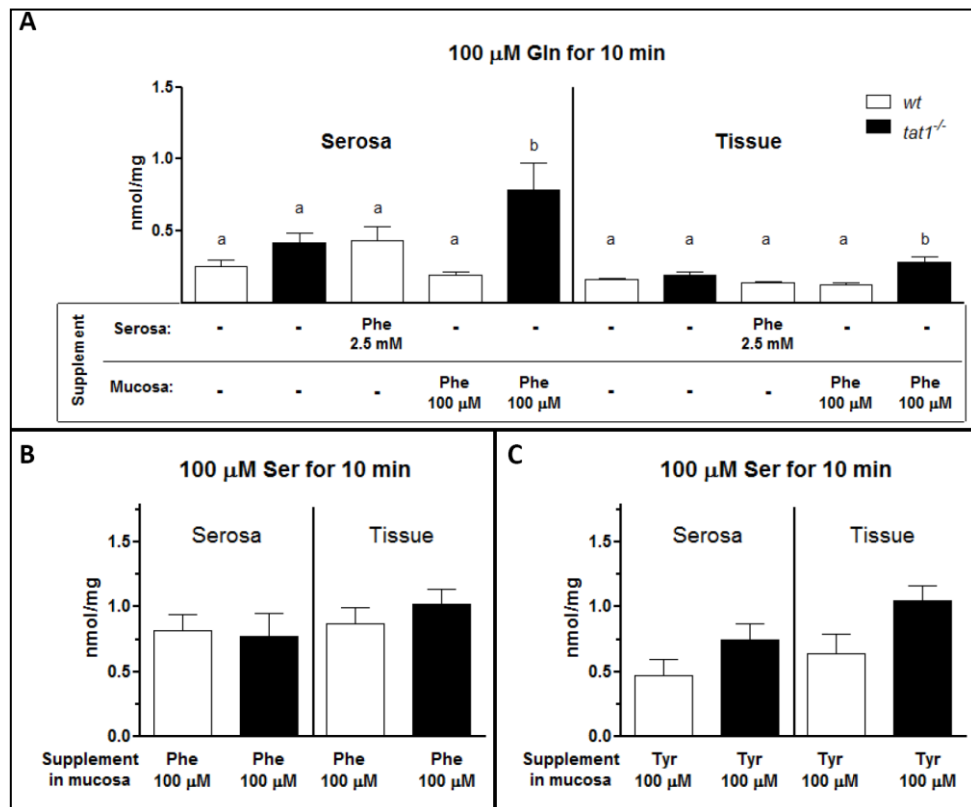 A
100 μM Gln for 10 min
1.5
1.0
0.5
nmol/mg
Serosa
Tissue
wt
tat1-/-
a a a a b a a a a b
Supplement
Serosa: - - Phe 2.5 mM - - - - Phe 2.5 mM - -
Mucosa: - - - Phe 100 μM Phe 100 μM - - - Phe 100 μM Phe 100 μM
B
100 μM Ser for 10 min
Serosa Tissue
1.5
1.0
0.5
0.0
nmol/mg
Supplement in mucosa
Phe 100 μM
Phe 100 μM
Phe 100 μM
Phe 100 μM
C
100 μM Ser for 10 min
Serosa Tissue
1.5
1.0
0.5
0.0
nmol/mg
Supplement in mucosa
Tyr 100 μM
Tyr 100 μM
Tyr 100 μM
Tyr 100 μM